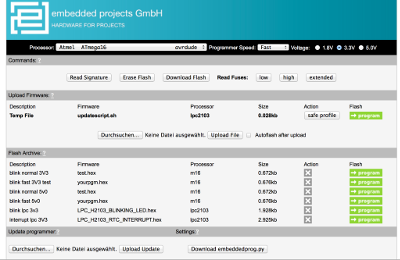 embedded projects GmbH
HARDWARE FOR PROJECTS
Processor: Atmel ATmega16 avrdude Programmer Speed: Fast Voltage: 1.8V 3.3V 5.0V
Commands:
Read Signature Erase Flash Download Flash Read Fuses: low high extended
Upload Firmware:
Description Firmware Processor Size Action Flash
Temp File updatescript.sh lpc2103 0.828kb safe profile program
Durchsuchen... Keine Datei ausgewählt. Upload File Autoflash after upload
Flash Archive:
Description Firmware Processor Size Action Flash
blink normal 3V3 test.hex m16 0.672kb program
blink fast 3V3 test yourpgm.hex m16 0.676kb program
blink normal 5v0 test.hex m16 0.672kb program
blink fast 5v0 yourpgm.hex m16 0.676kb program
blink lpc 3v3 LPC_H2103_BLINKING_LED.hex lpc2103 1.928kb program
interrupt lpc 3V3 LPC_H2103_RTC_INTERRUPT.hex lpc2103 2.928kb program
Update programmer: Settings:
Durchsuchen... Keine Datei ausgewählt. Upload Update Download embeddedprog.py